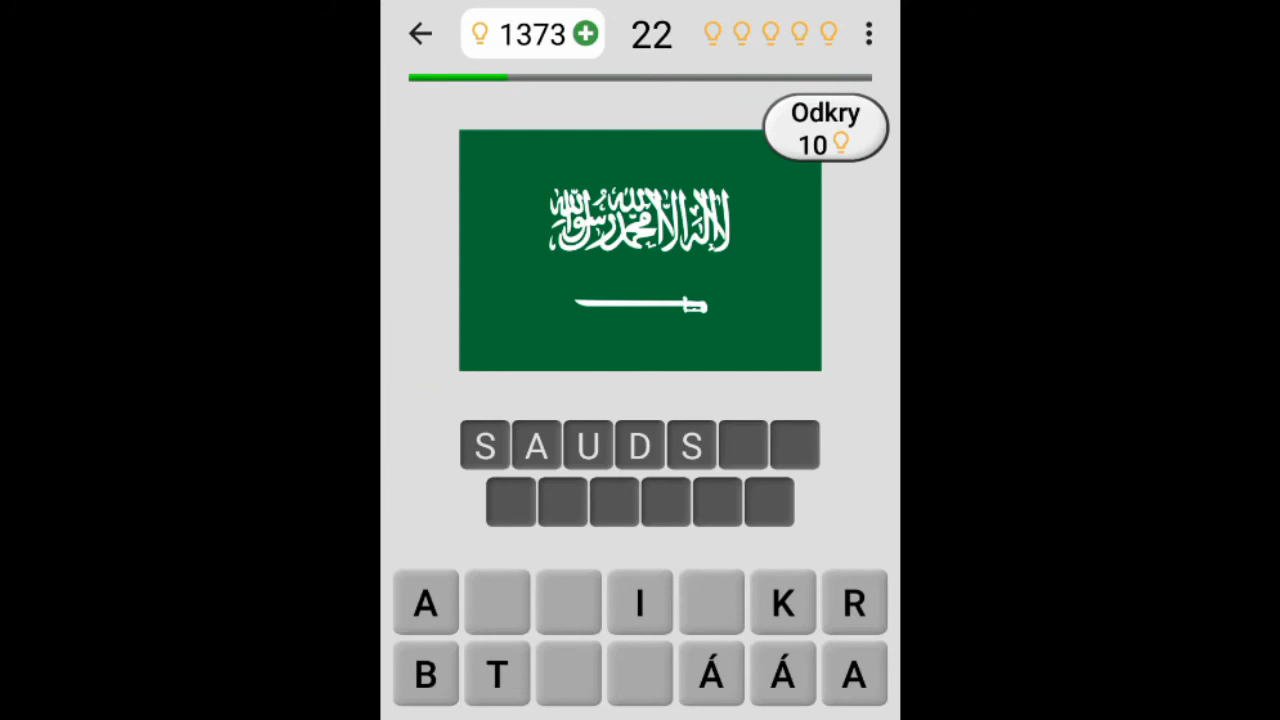 1373 22
Odkry
10
لا إله إلا الله محمد رسول الله
S A U D S
A I K R
B T Á Á A